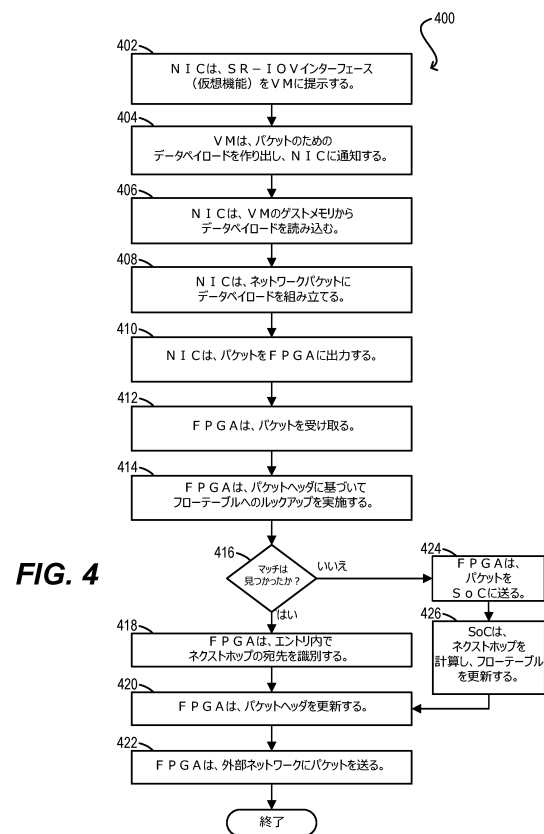 400
402
NICは、SR-IOVインターフェース
(仮想機能)をVMに提示する。
404
VMは、パケットのための
データペイロードを作り出し、NICに通知する。
406
NICは、VMのゲストメモリから
データペイロードを読み込む。
408
NICは、ネットワークパケットに
データペイロードを組み立てる。
410
NICは、パケットをFPGAに出力する。
412
FPGAは、パケットを受け取る。
414
FPGAは、パケットヘッダに基づいて
フローテーブルへのルックアップを実施する。
416
マッチは
見つかったか?
いいえ
はい
424
FPGAは、
パケットを
SoCに送る。
426
SoCは、
ネクストホップを
計算し、フローテーブル
を更新する。
FIG. 4
418
FPGAは、エントリ内で
ネクストホップの宛先を識別する。
420
FPGAは、パケットヘッダを更新する。
422
FPGAは、外部ネットワークにパケットを送る。
終了